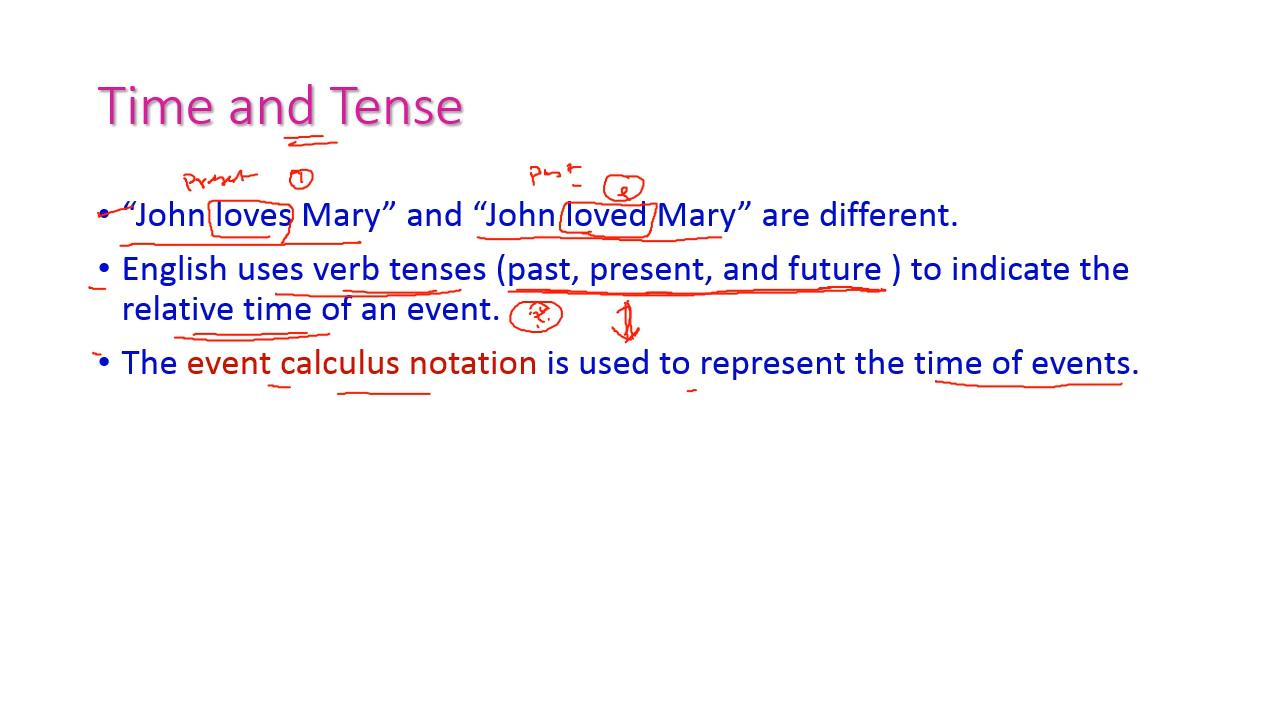 Time and Tense
Present
Past
• “John loves Mary” and “John loved Mary” are different.
• English uses verb tenses (past, present, and future ) to indicate the
relative time of an event.
• The event calculus notation is used to represent the time of events.